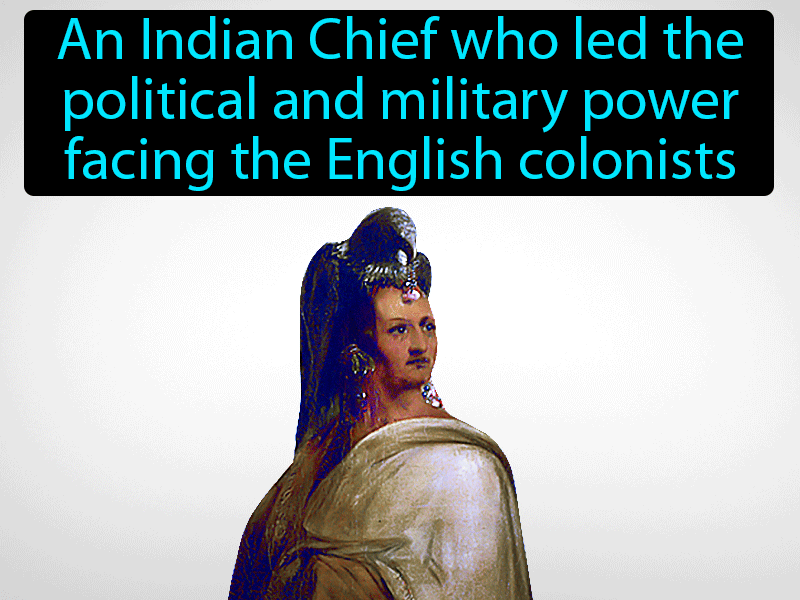 An Indian Chief who led the
political and military power
facing the English colonists